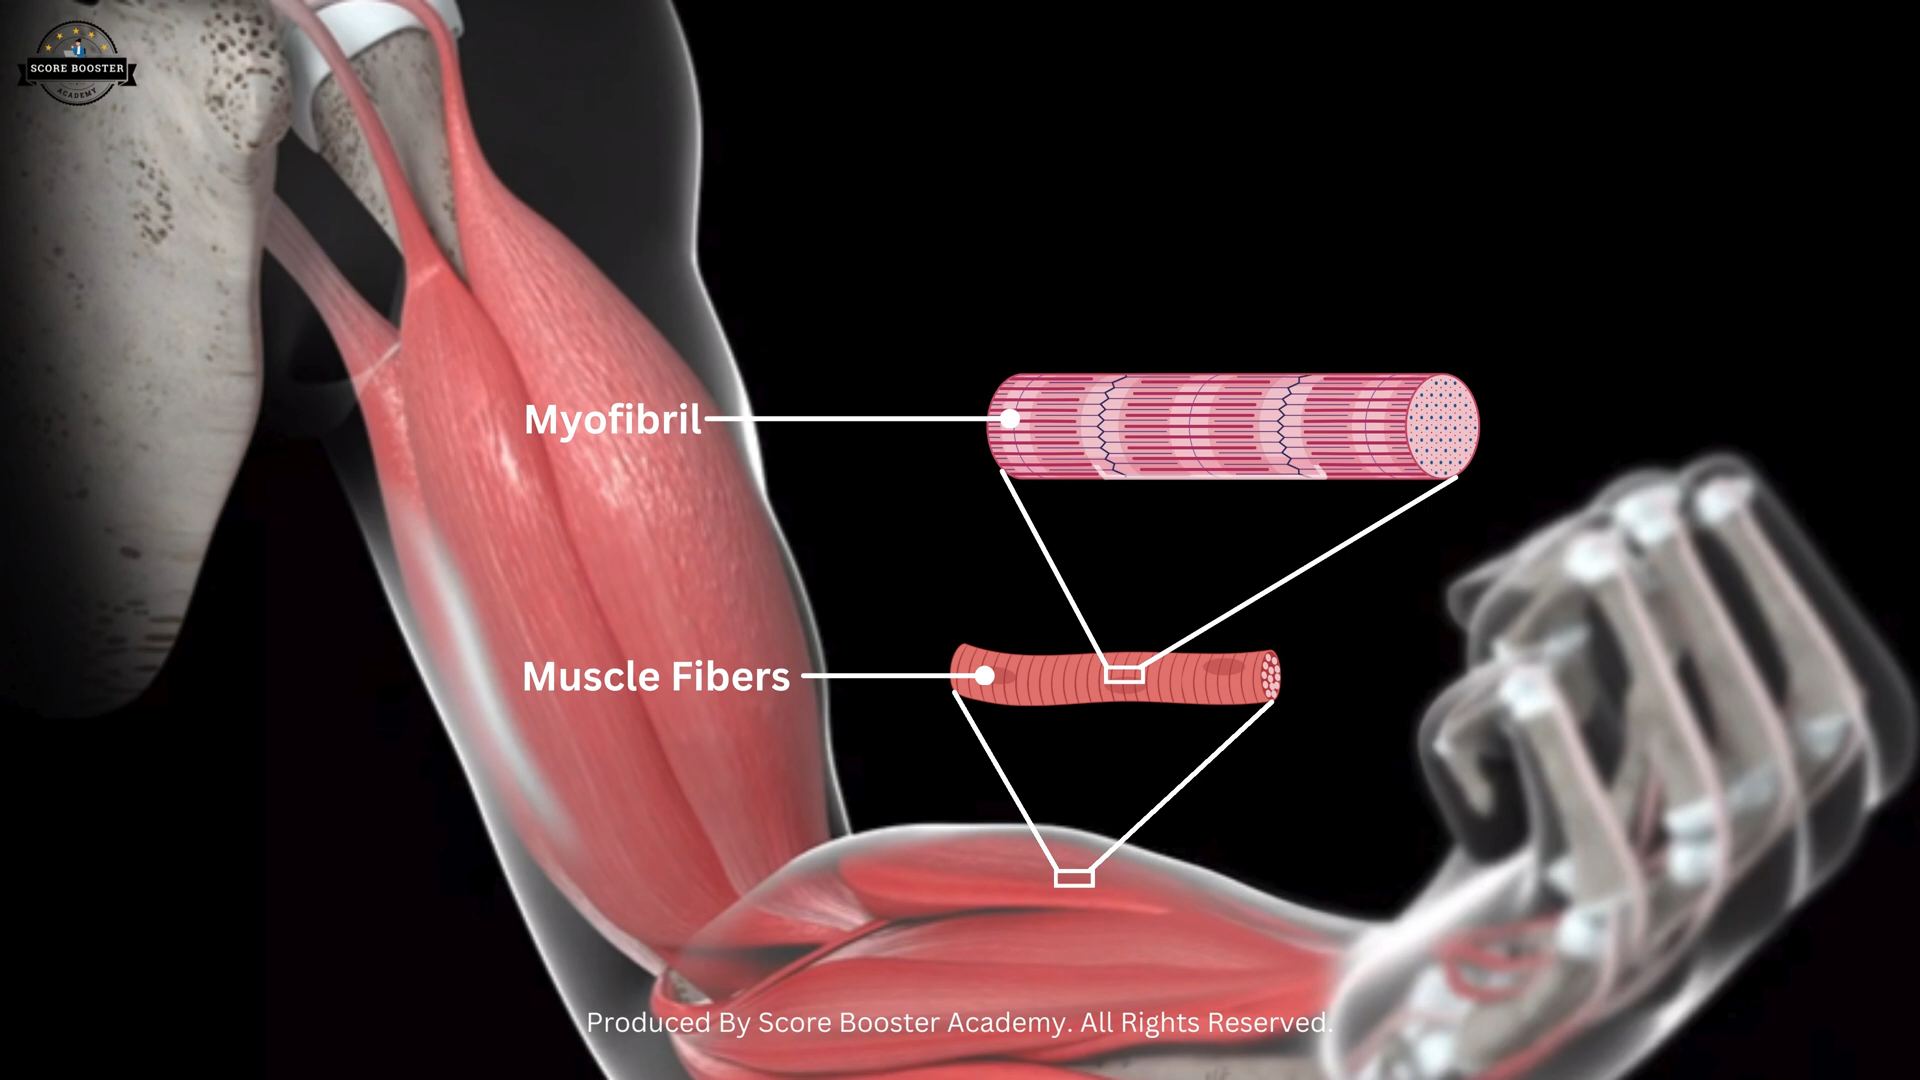 SCORE BOOSTER
ACADEMY
Myofibril
Muscle Fibers
Produced By Score Booster Academy. All Rights Reserved.